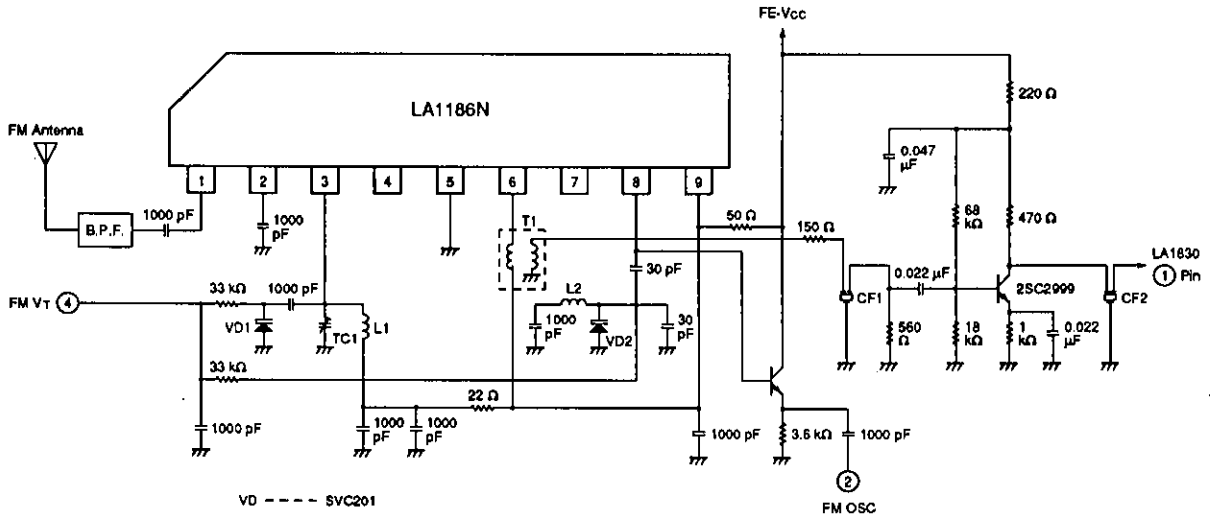 FE-VCC
LA1186N
FM Antenna
220 Ω
0.047
μF
1
2
3
4
5
6
7
8
9
B.P.F.
1000 pF
1000
pF
T1
50 Ω
150 Ω
68
kΩ
470 Ω
LA1830
1 Pin
30 pF
0.022 μF
2SC2999
CF1
CF2
FM VT 4
33 kΩ
1000 pF
VD1
TC1
L1
L2
1000
pF
VD2
30
pF
560
Ω
18
kΩ
1
kΩ
0.022
μF
33 kΩ
22 Ω
1000 pF
1000
pF
1000
pF
1000 pF
3.6 kΩ
1000 pF
2
FM OSC
VD ---- SVC201